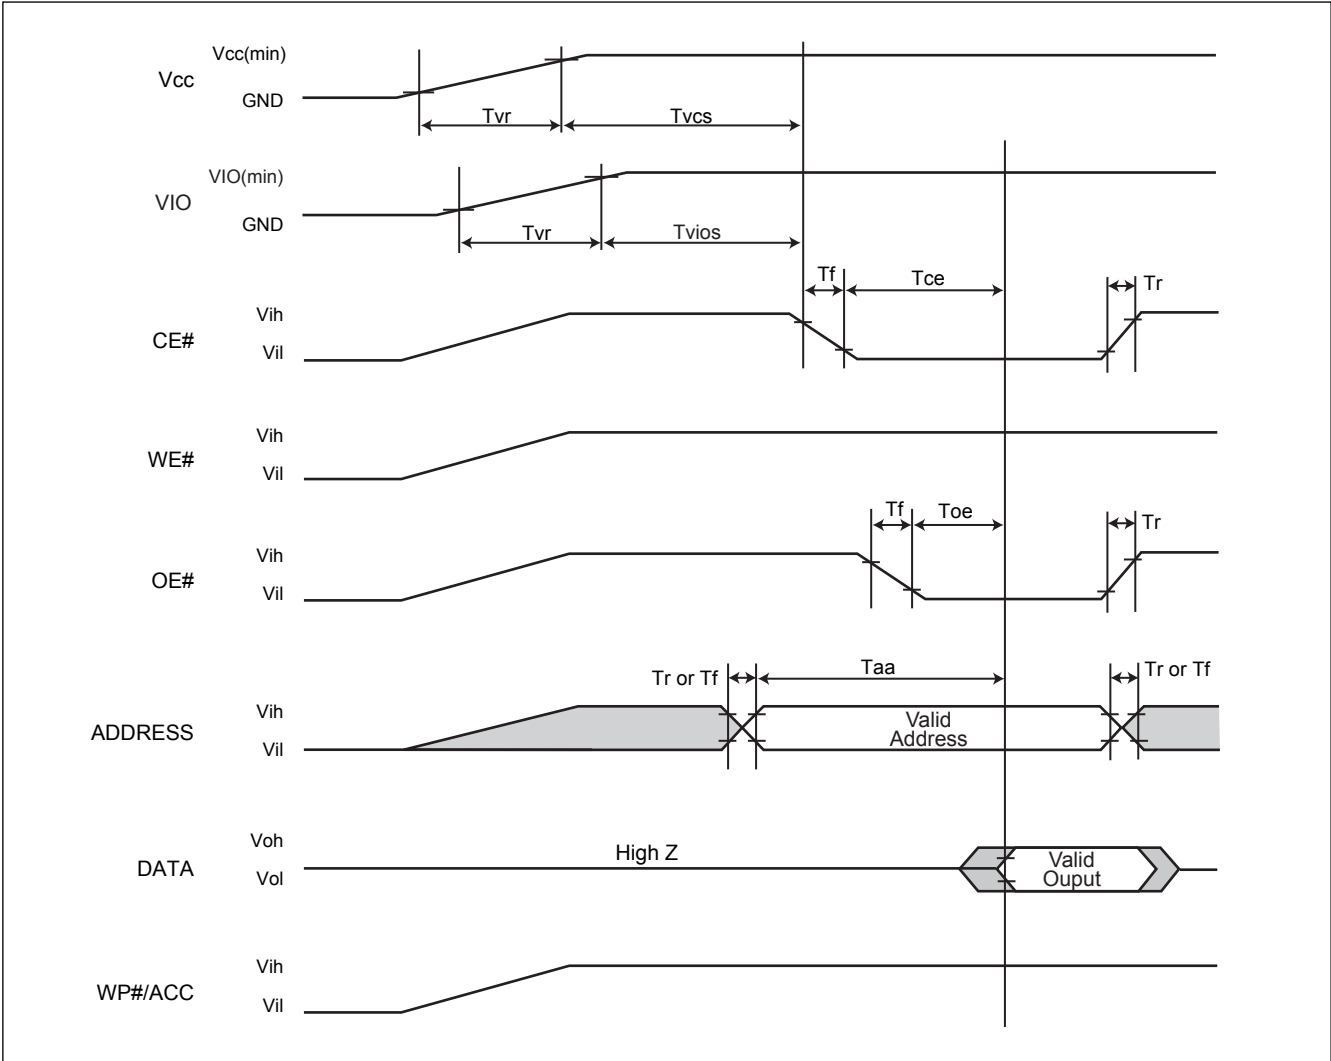 Vcc(min)
Vcc
GND
Tvr
Tvcs
VIO(min)
VIO
GND
Tvr
Tvios
Tf
Tce
Tr
Vih
CE#
Vil
Vih
WE#
Vil
Tf
Toe
Tr
Vih
OE#
Vil
Tr or Tf
Taa
Tr or Tf
Vih
ADDRESS
Vil
Valid
Address
Voh
DATA
Vol
High Z
Valid
Ouput
Vih
WP#/ACC
Vil